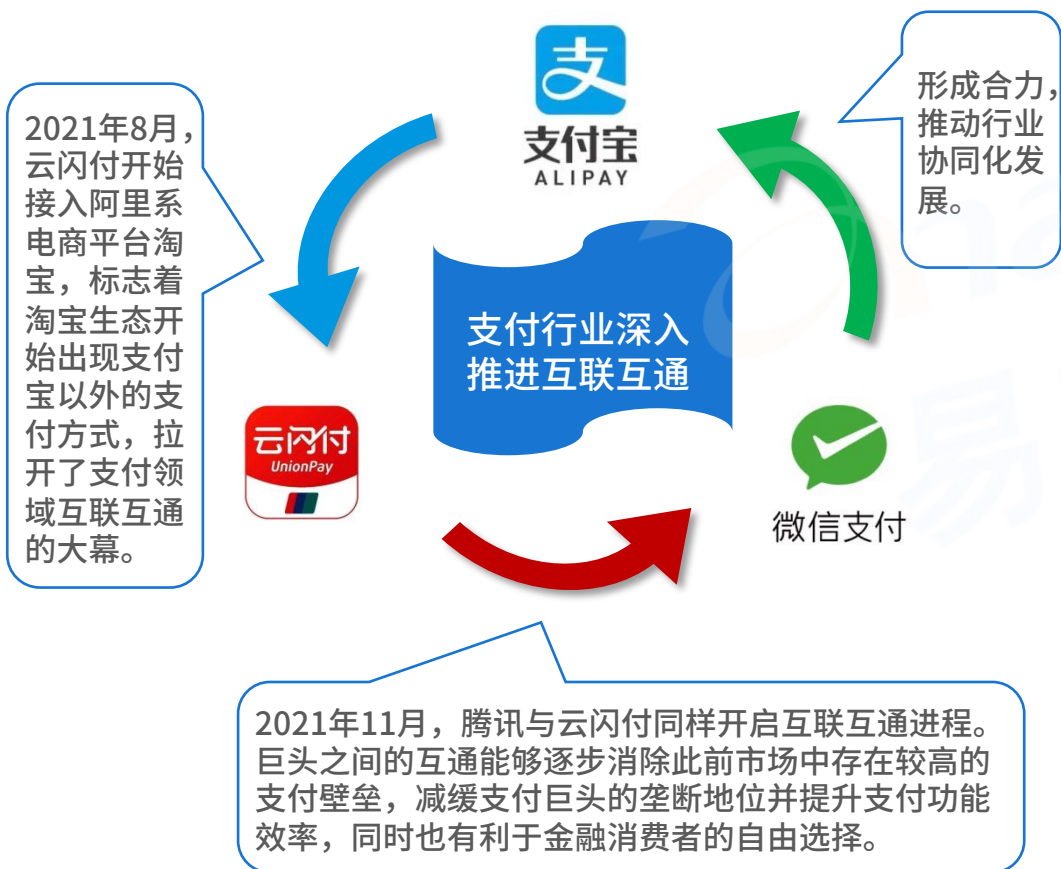 支
支付宝
ALIPAY
2021年8月，
云闪付开始
接入阿里系
电商平台淘
宝，标志着
淘宝生态开
始出现支付
宝以外的支
付方式，拉
开了支付领
域互联互通
的大幕。
形成合力，
推动行业
协同化发
展。
支付行业深入
推进互联互通
云闪付
UnionPay
微信支付
2021年11月，腾讯与云闪付同样开启互联互通进程。
巨头之间的互通能够逐步消除此前市场中存在较高的
支付壁垒，减缓支付巨头的垄断地位并提升支付功能
效率，同时也有利于金融消费者的自由选择。
易